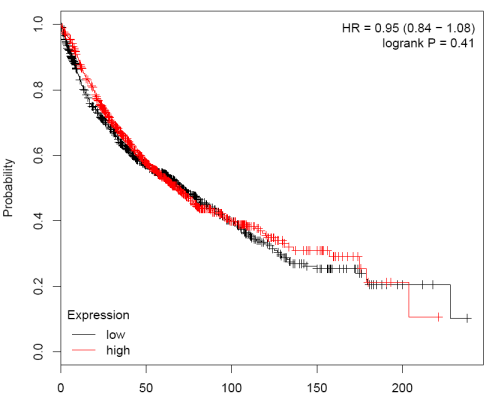 HR = 0.95 (0.84 − 1.08)
logrank P = 0.41
1.0
0.8
0.6
0.4
0.2
0.0
Probability
Expression
low
high
0 50 100 150 200